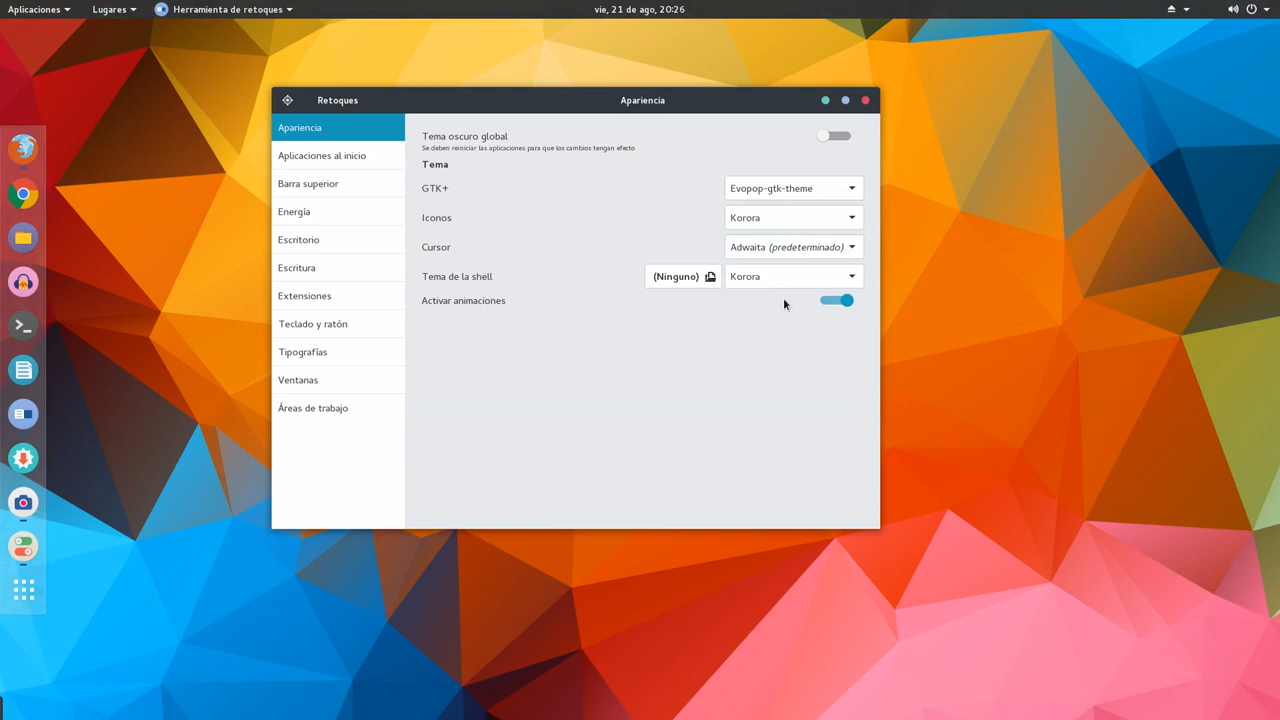 Aplicaciones Lugares Herramienta de retoques vie, 21 de ago, 20:26
Retoques Apariencia
Apariencia
Aplicaciones al inicio
Barra superior
Energía
Escritorio
Escritura
Extensiones
Teclado y ratón
Tipografías
Ventanas
Áreas de trabajo
Tema oscuro global
Se deben reiniciar las aplicaciones para que los cambios tengan efecto
Tema
GTK+ Evopop-gtk-theme
Iconos Korora
Cursor Adwaita (predeterminado)
Tema de la shell (Ninguno) Korora
Activar animaciones